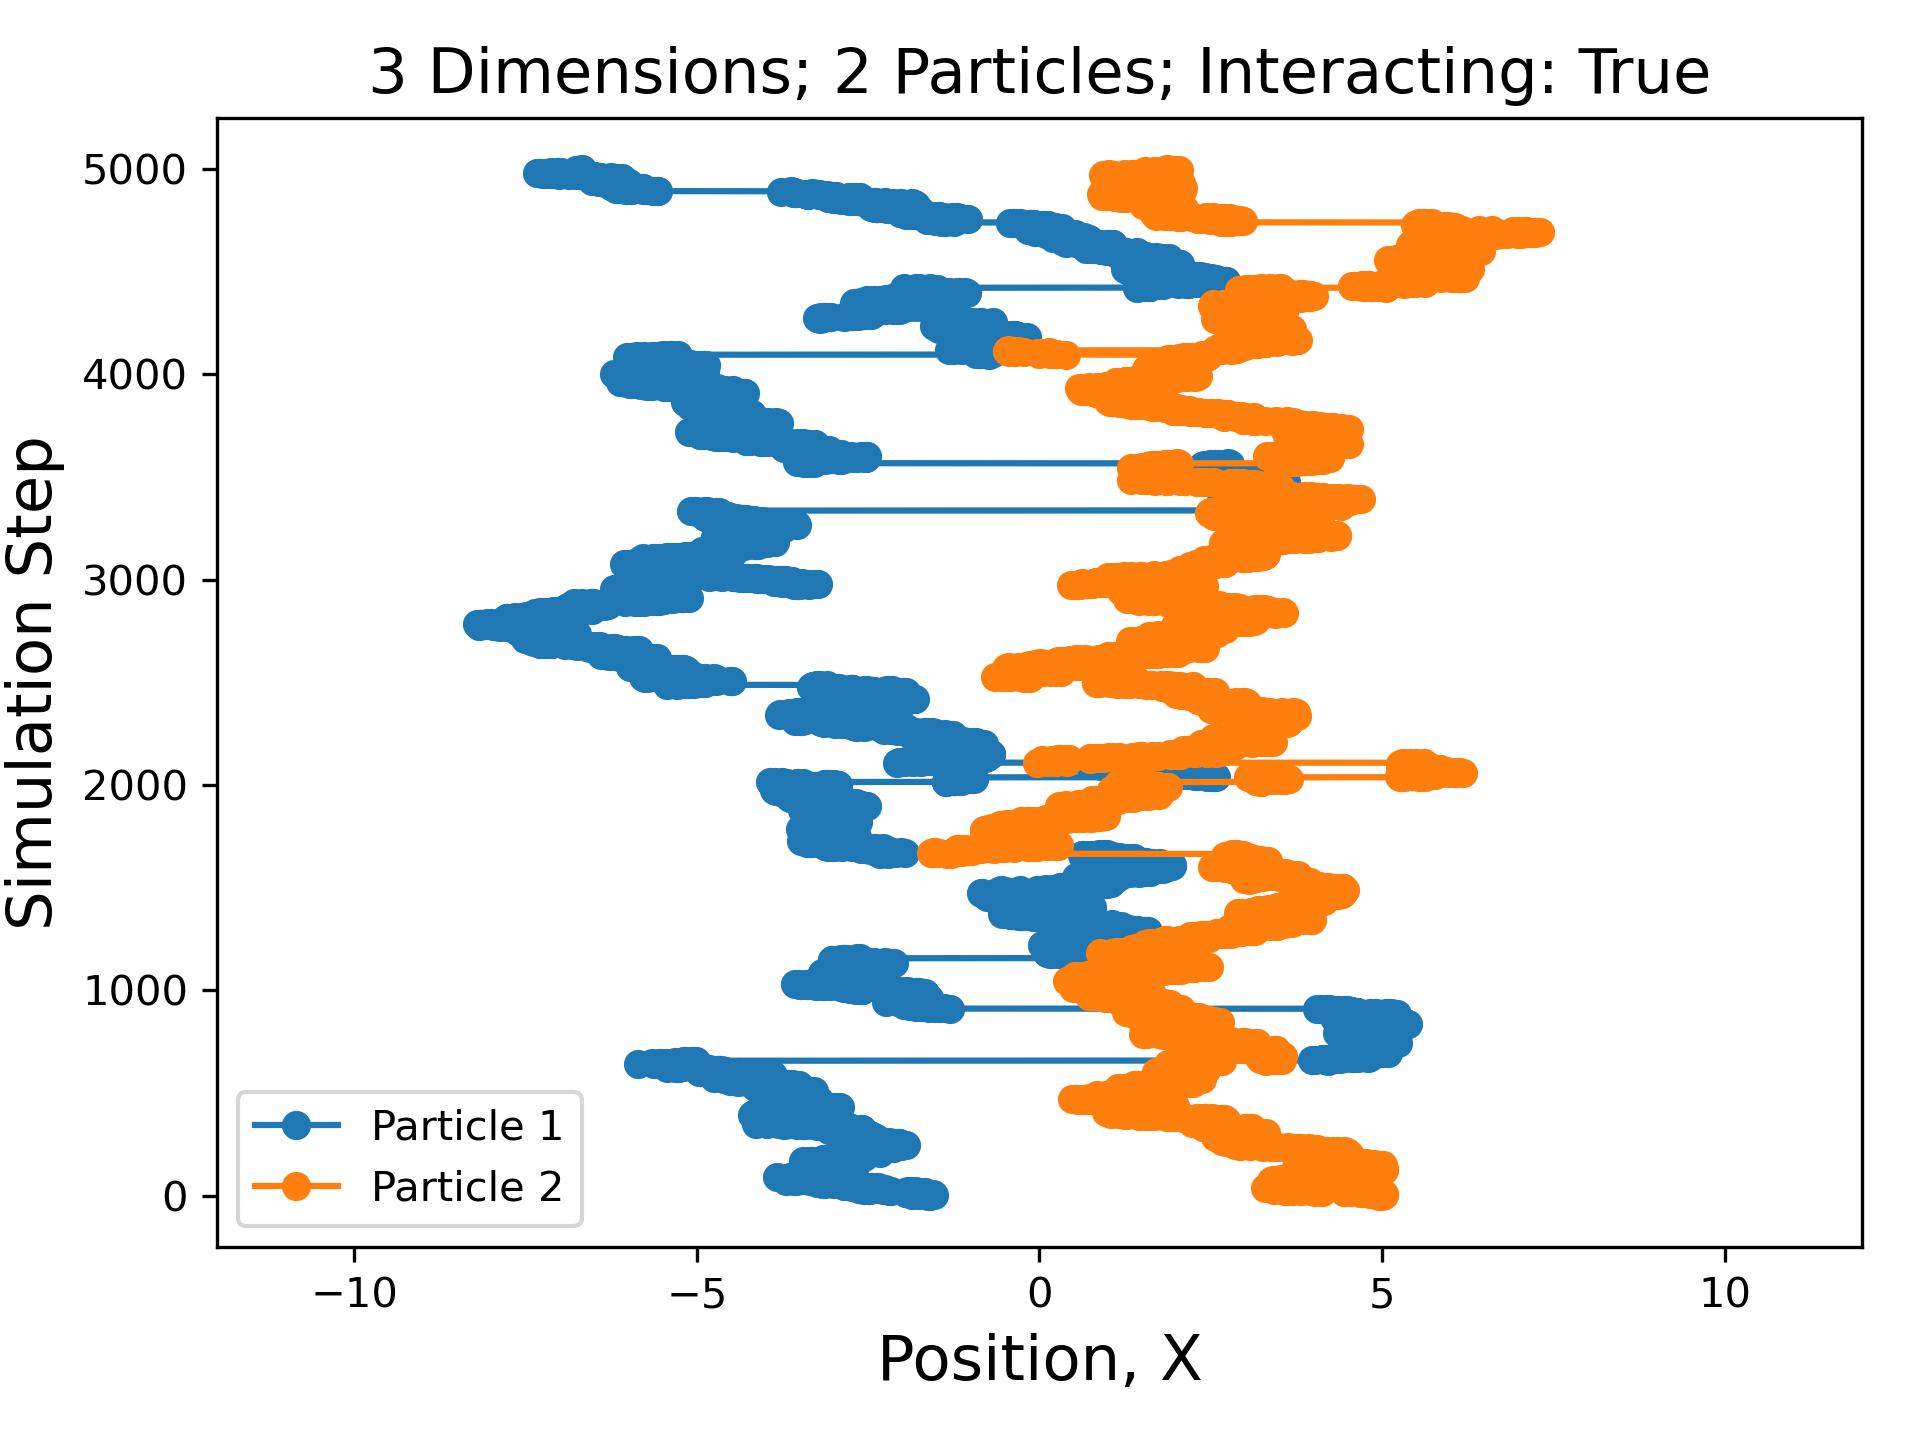 3 Dimensions; 2 Particles; Interacting: True
Simulation Step
5000
4000
3000
2000
1000
0
Particle 1
Particle 2
−10
−5
0
5
10
Position, X